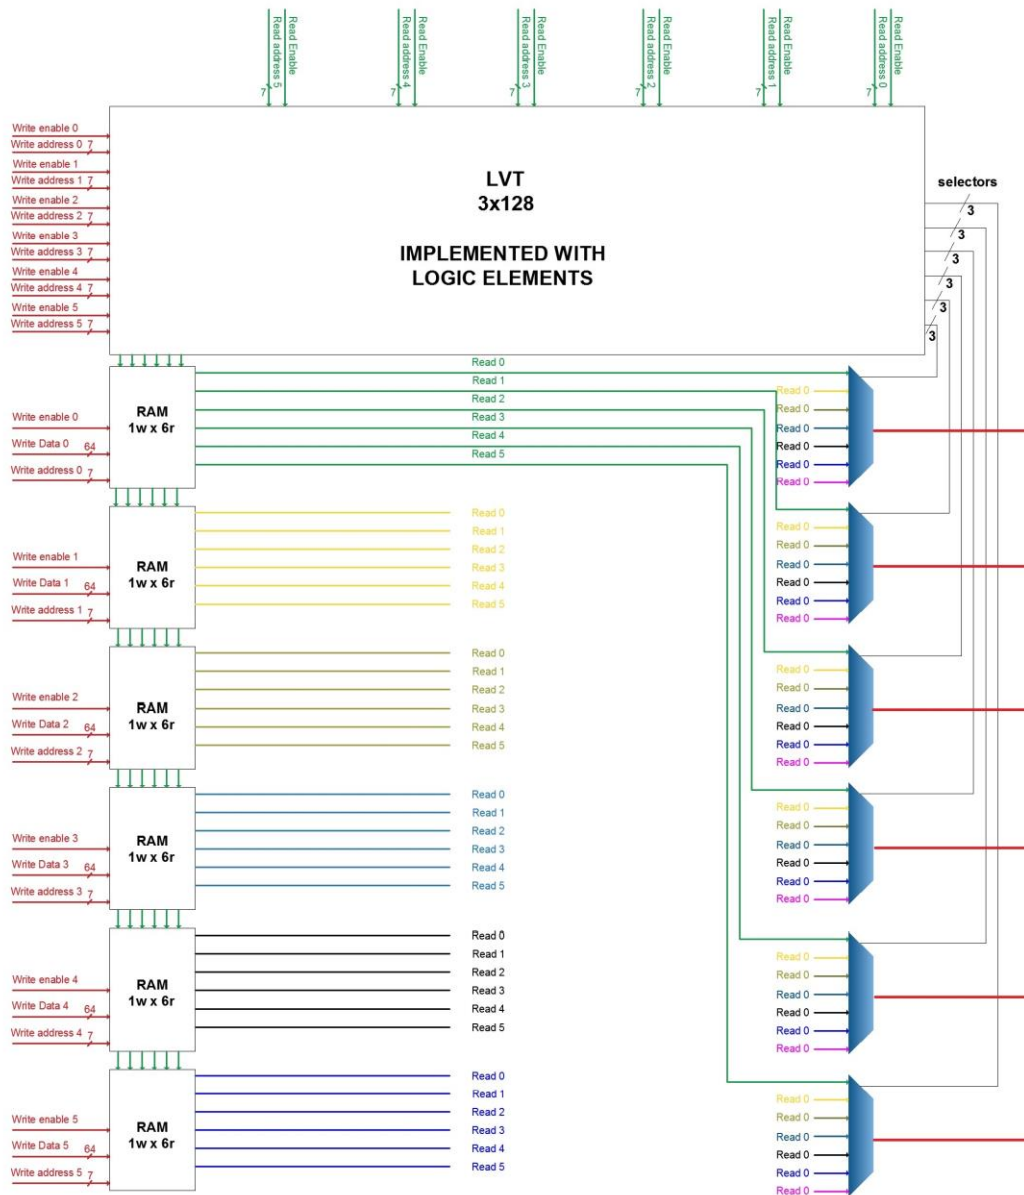 Read address 5
Read Enable
Read address 4
Read Enable
Read address 3
Read Enable
Read address 2
Read Enable
Read address 1
Read Enable
Read address 0
Read Enable
7
7
7
7
7
7
Write enable 0
Write address 0 7
Write enable 1
Write address 1 7
Write enable 2
Write address 2 7
Write enable 3
Write address 3 7
Write enable 4
Write address 4 7
Write enable 5
Write address 5 7
LVT
3x128
IMPLEMENTED WITH
LOGIC ELEMENTS
selectors
3
3
3
3
3
3
Write enable 0
Write Data 0 64
Write address 0 7
RAM
1w x 6r
Read 0
Read 1
Read 2
Read 3
Read 4
Read 5
Read 0
Read 0
Read 0
Read 0
Read 0
Read 0
Write enable 1
Write Data 1 64
Write address 1 7
RAM
1w x 6r
Read 0
Read 1
Read 2
Read 3
Read 4
Read 5
Read 0
Read 0
Read 0
Read 0
Read 0
Read 0
Write enable 2
Write Data 2 64
Write address 2 7
RAM
1w x 6r
Read 0
Read 1
Read 2
Read 3
Read 4
Read 5
Read 0
Read 0
Read 0
Read 0
Read 0
Read 0
Write enable 3
Write Data 3 64
Write address 3 7
RAM
1w x 6r
Read 0
Read 1
Read 2
Read 3
Read 4
Read 5
Read 0
Read 0
Read 0
Read 0
Read 0
Read 0
Write enable 4
Write Data 4 64
Write address 4 7
RAM
1w x 6r
Read 0
Read 1
Read 2
Read 3
Read 4
Read 5
Read 0
Read 0
Read 0
Read 0
Read 0
Read 0
Write enable 5
Write Data 5 64
Write address 5 7
RAM
1w x 6r
Read 0
Read 1
Read 2
Read 3
Read 4
Read 5
Read 0
Read 0
Read 0
Read 0
Read 0
Read 0